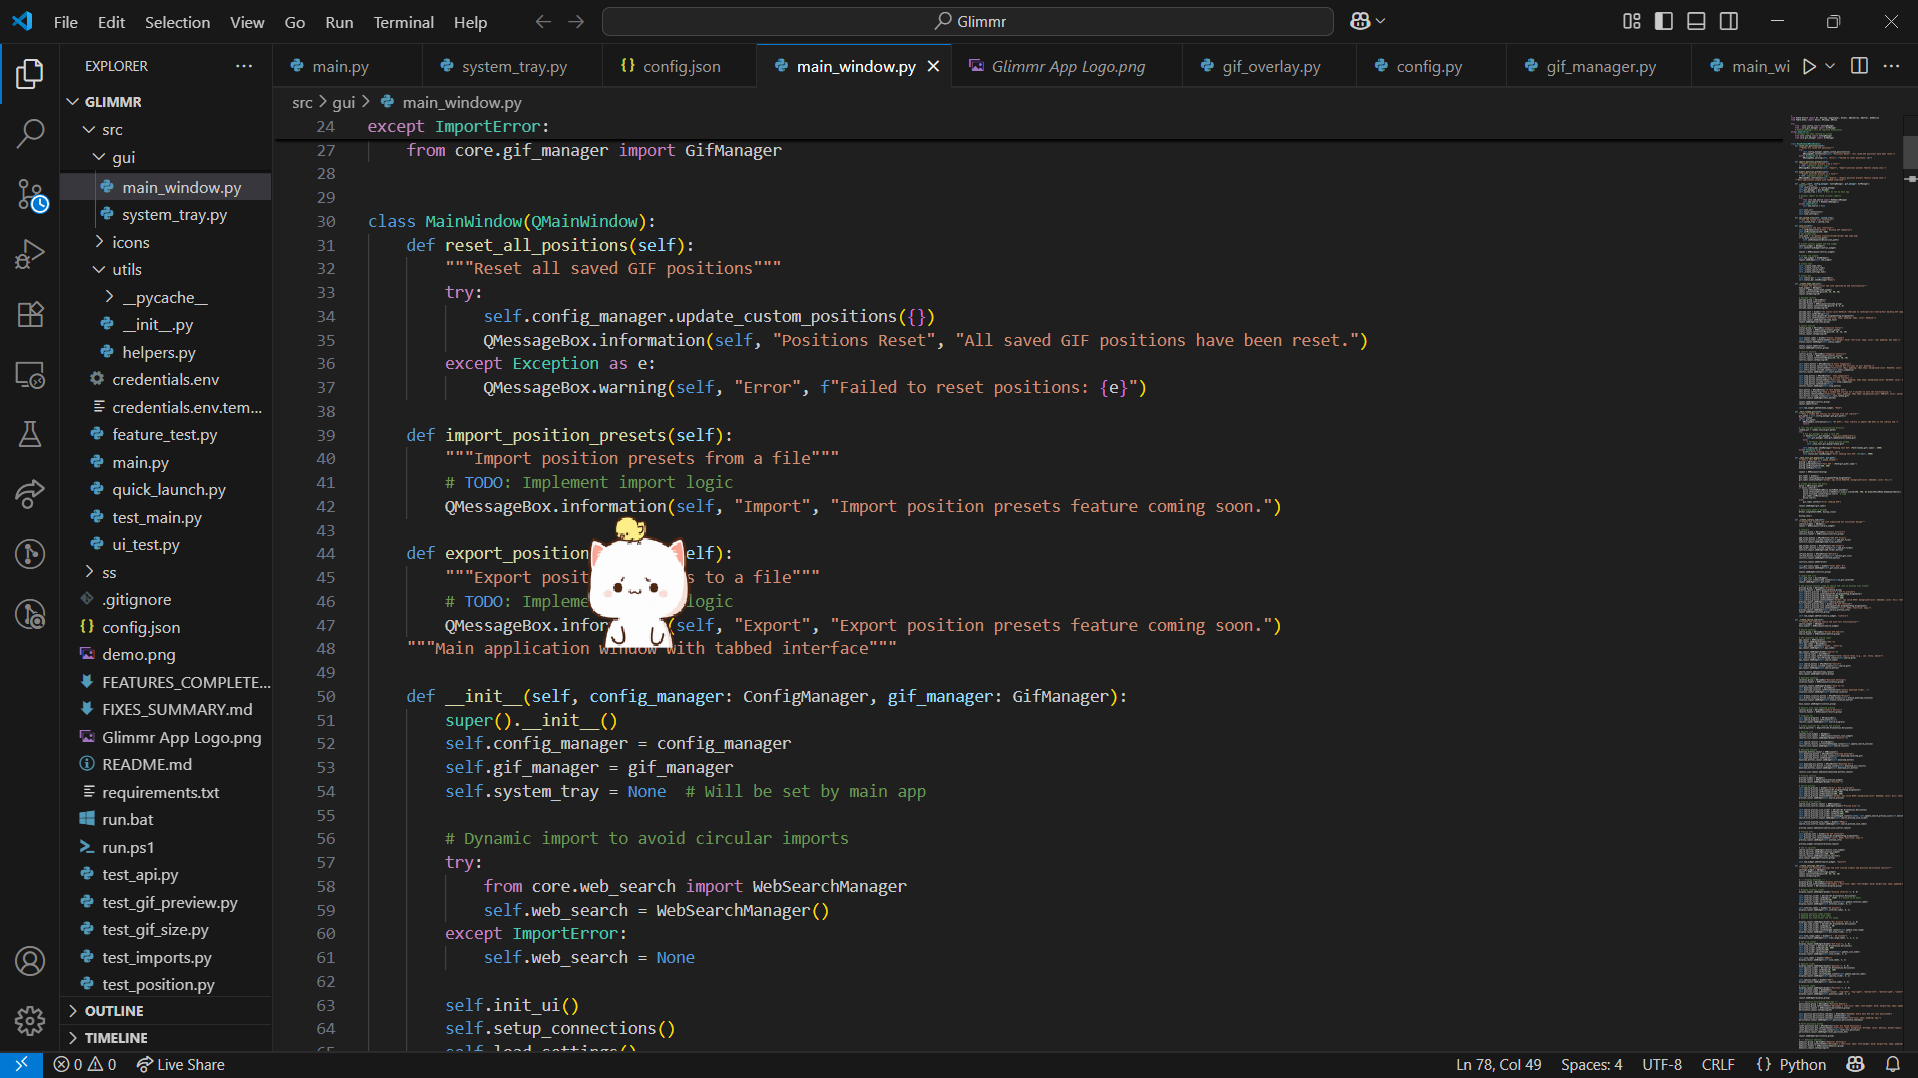 File Edit Selection View Go Run Terminal Help
Glimmr
EXPLORER
GLIMMR
src
gui
main_window.py
system_tray.py
icons
utils
__pycache__
__init__.py
helpers.py
credentials.env
credentials.env.tem...
feature_test.py
main.py
quick_launch.py
test_main.py
ui_test.py
ss
.gitignore
config.json
demo.png
FEATURES_COMPLETE...
FIXES_SUMMARY.md
Glimmr App Logo.png
README.md
requirements.txt
run.bat
run.ps1
test_api.py
test_gif_preview.py
test_gif_size.py
test_imports.py
test_position.py
OUTLINE
TIMELINE
main.py system_tray.py {} config.json main_window.py Glimmr App Logo.png gif_overlay.py config.py gif_manager.py main_wi
src > gui > main_window.py
24 except ImportError:
27 from core.gif_manager import GifManager
28
29
30 class MainWindow(QMainWindow):
31 def reset_all_positions(self):
32 """Reset all saved GIF positions"""
33 try:
34 self.config_manager.update_custom_positions({})
35 QMessageBox.information(self, "Positions Reset", "All saved GIF positions have been reset.")
36 except Exception as e:
37 QMessageBox.warning(self, "Error", f"Failed to reset positions: {e}")
38
39 def import_position_presets(self):
40 """Import position presets from a file"""
41 # TODO: Implement import logic
42 QMessageBox.information(self, "Import", "Import position presets feature coming soon.")
43
44 def export_position elf):
45 """Export posit s to a file"""
46 # TODO: Impleme logic
47 QMessageBox.infor (self, "Export", "Export position presets feature coming soon.")
48 """Main application window with tabbed interface"""
49
50 def __init__(self, config_manager: ConfigManager, gif_manager: GifManager):
51 super().__init__()
52 self.config_manager = config_manager
53 self.gif_manager = gif_manager
54 self.system_tray = None # Will be set by main app
55
56 # Dynamic import to avoid circular imports
57 try:
58 from core.web_search import WebSearchManager
59 self.web_search = WebSearchManager()
60 except ImportError:
61 self.web_search = None
62
63 self.init_ui()
64 self.setup_connections()
65 self.load_settings()
0 0 Live Share Ln 78, Col 49 Spaces: 4 UTF-8 CRLF {} Python